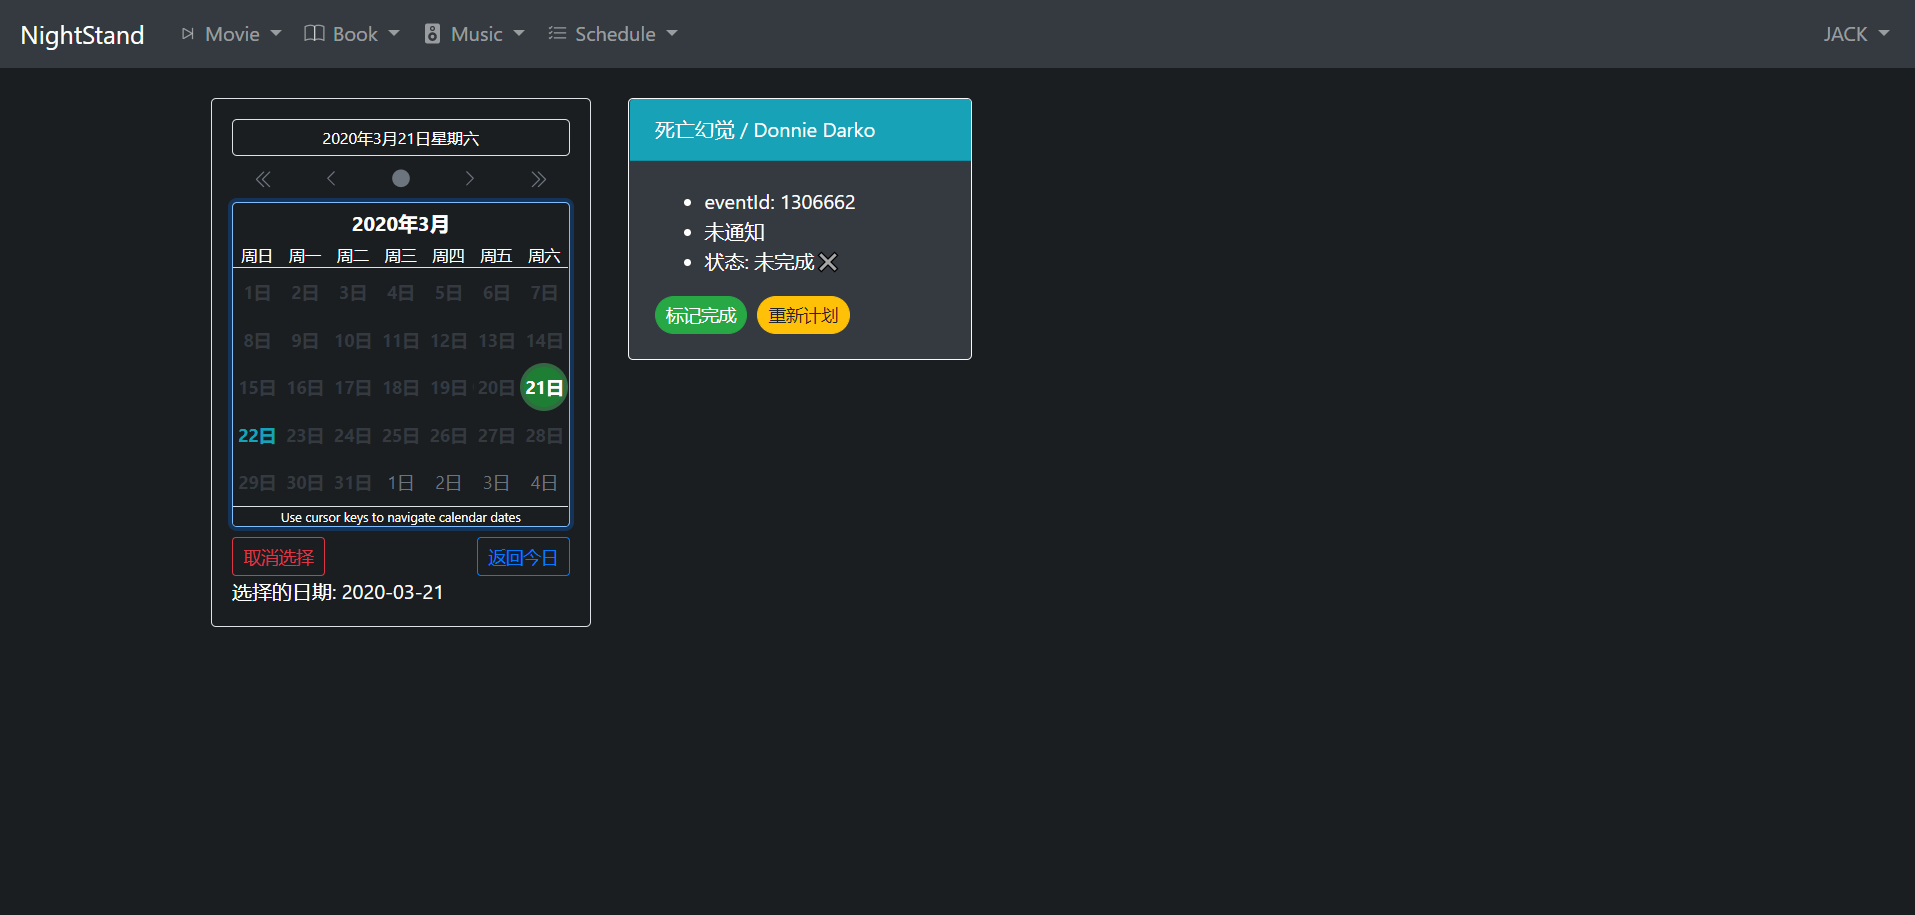 NightStand Movie Book Music Schedule JACK
2020年3月21日星期六
2020年3月
周日 周一 周二 周三 周四 周五 周六
1日 2日 3日 4日 5日 6日 7日
8日 9日 10日 11日 12日 13日 14日
15日 16日 17日 18日 19日 20日 21日
22日 23日 24日 25日 26日 27日 28日
29日 30日 31日 1日 2日 3日 4日
Use cursor keys to navigate calendar dates
取消选择 返回今日
选择的日期: 2020-03-21
死亡幻觉 / Donnie Darko
eventId: 1306662
未通知
状态: 未完成
标记完成 重新计划